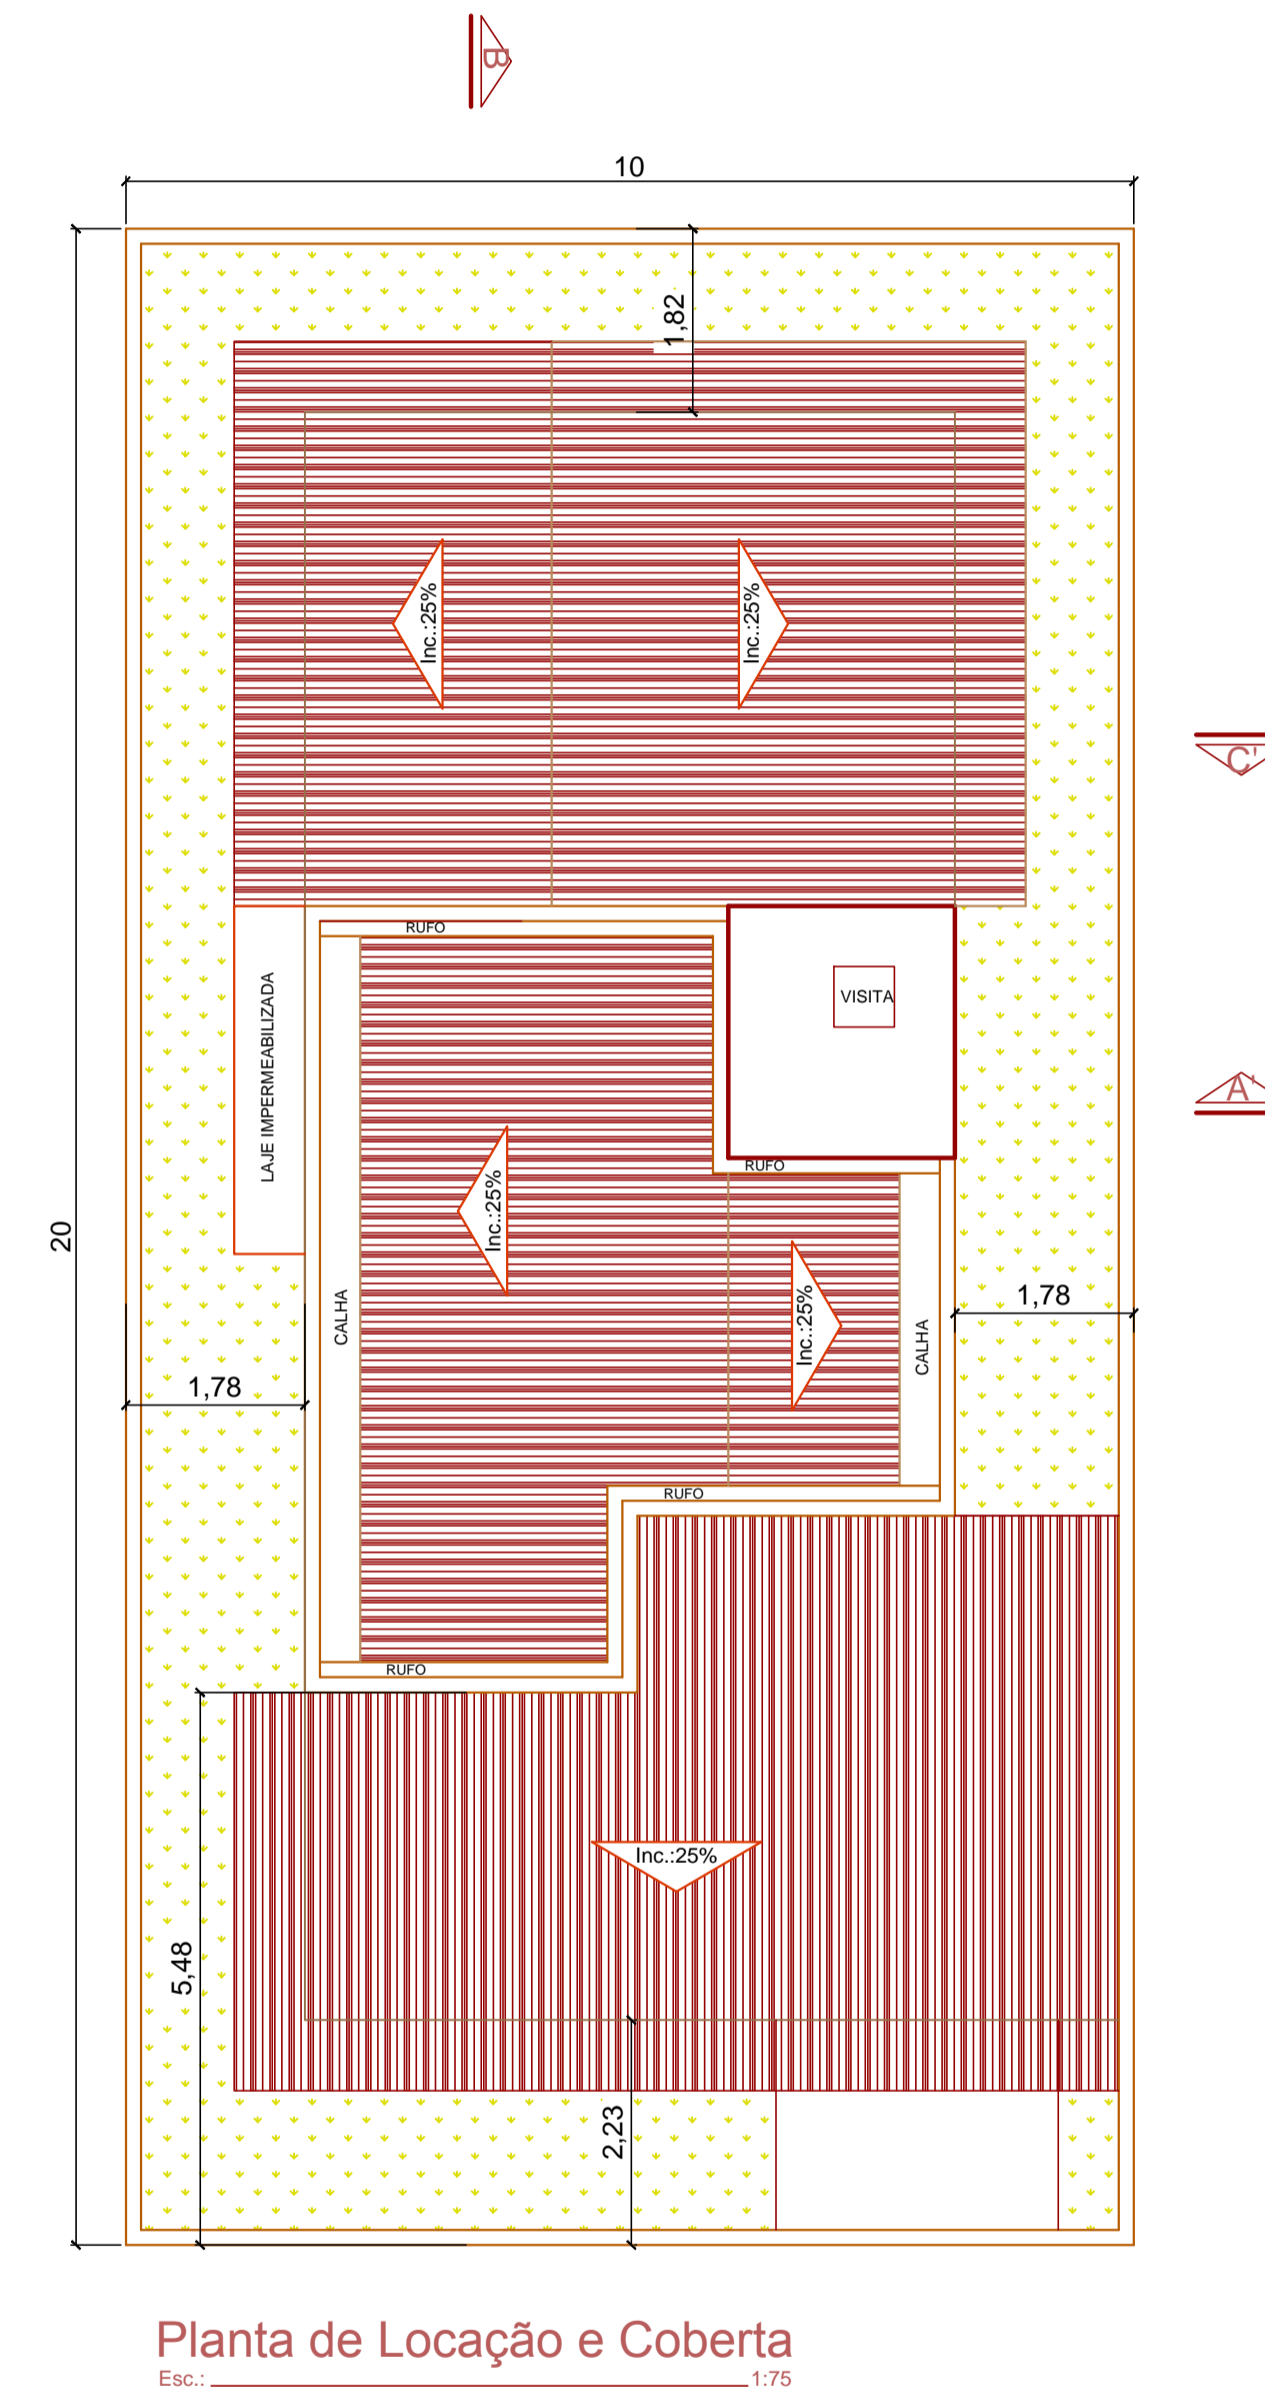 B
10
1,82
Inc.:25%
Inc.:25%
C'
RUFO
VISITA
LAJE IMPERMEABILIZADA
A'
RUFO
Inc.:25%
20
Inc.:25%
CALHA
CALHA
1,78
1,78
RUFO
RUFO
Inc.:25%
5,48
2,23
Planta de Locação e Coberta
Esc.: 1:75